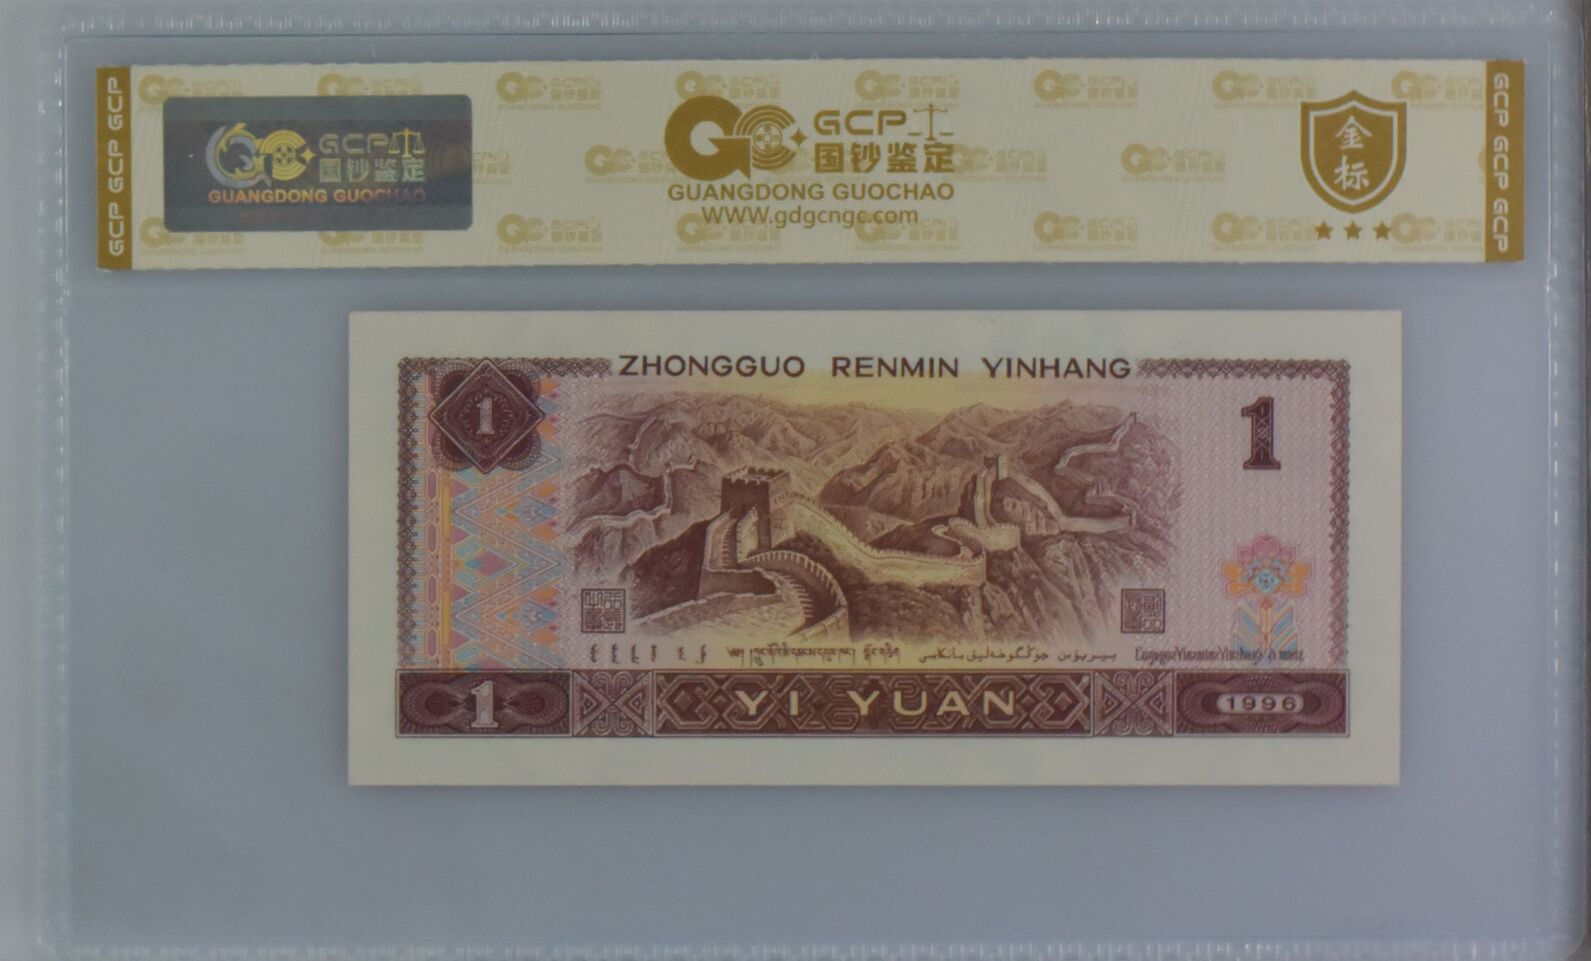 GCP GCP GCP
GCP 国钞鉴定
GUANGDONG GUOCHAO
GCP
国钞鉴定
GUANGDONG GUOCHAO
WWW.gdgcngc.com
金
标
GCP GCP GCP GCP
ZHONGGUO RENMIN YINHANG
1
1
1
YI YUAN
1996